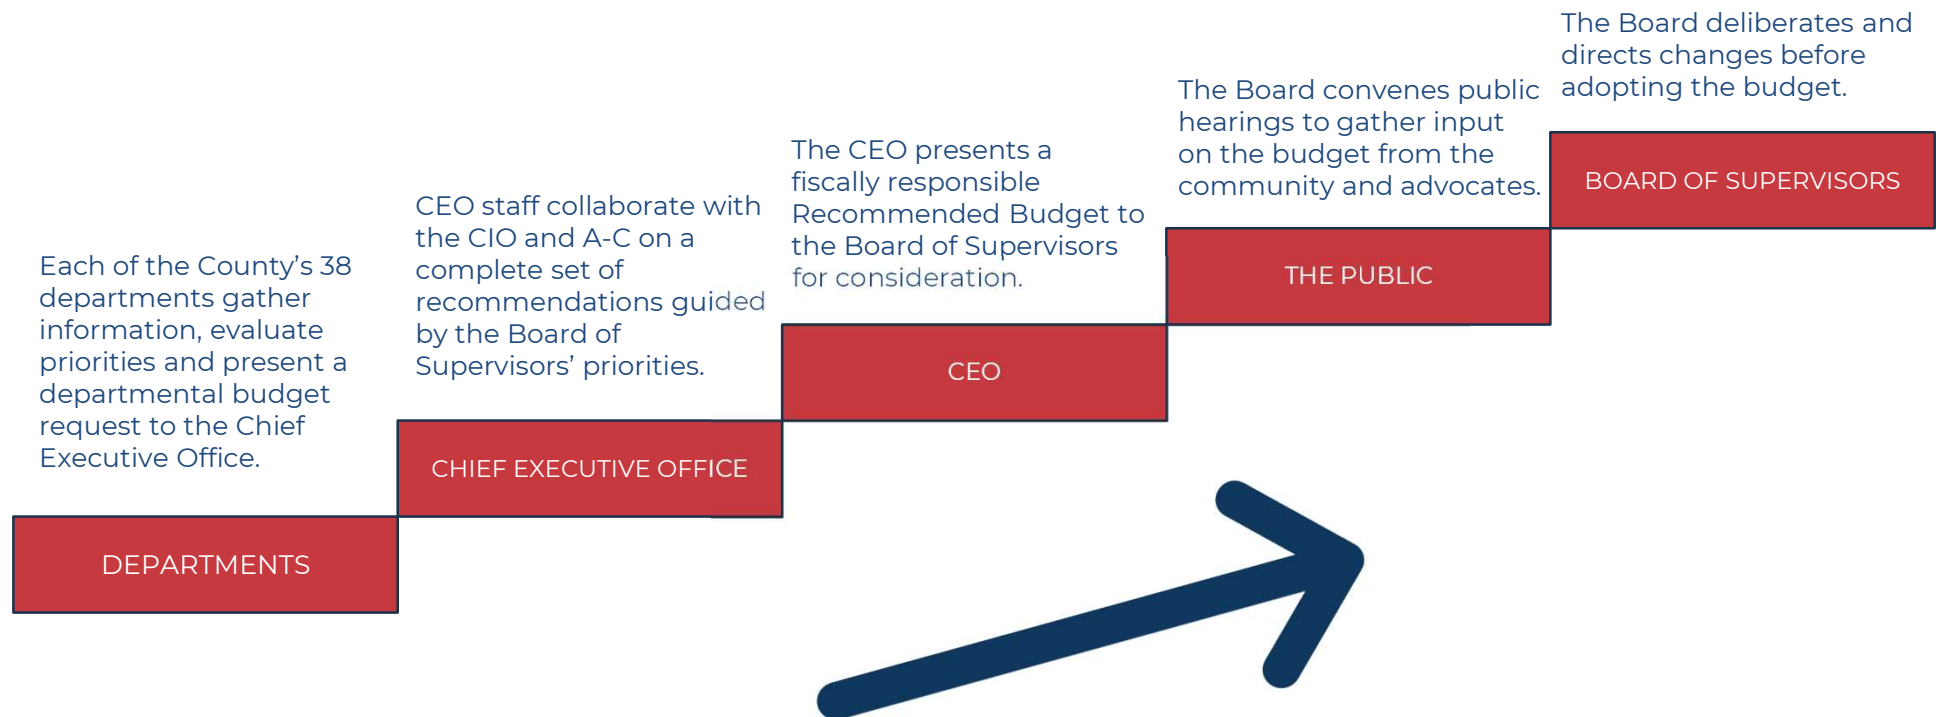 Each of the County’s 38
departments gather
information, evaluate
priorities and present a
departmental budget
request to the Chief
Executive Office.
DEPARTMENTS
CEO staff collaborate with
the CIO and A-C on a
complete set of
recommendations guided
by the Board of
Supervisors’ priorities.
CHIEF EXECUTIVE OFFICE
The CEO presents a
fiscally responsible
Recommended Budget to
the Board of Supervisors
for consideration.
CEO
The Board convenes public
hearings to gather input
on the budget from the
community and advocates.
THE PUBLIC
The Board deliberates and
directs changes before
adopting the budget.
BOARD OF SUPERVISORS